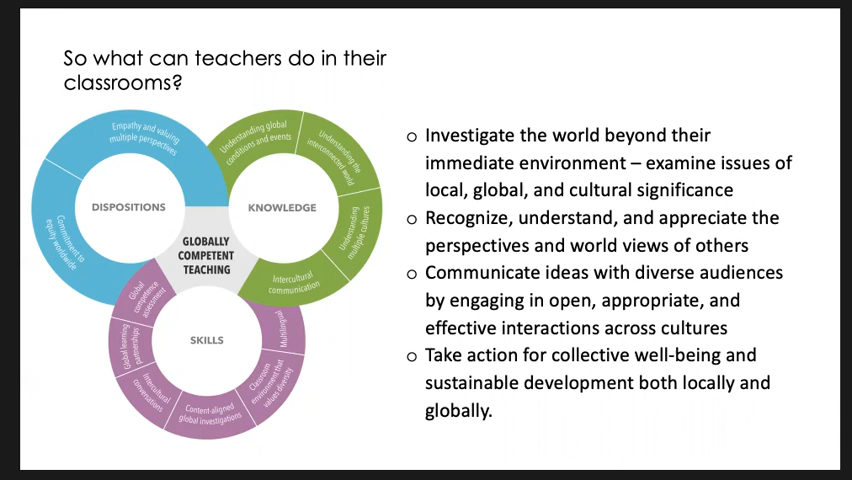 So what can teachers do in their
classrooms?
Empathy and valuing
multiple perspectives
Commitment to
equity worldwide
DISPOSITIONS
Understanding global
conditions and events
Understanding the
interconnected world
Understanding
multiple cultures
Intercultural
communication
KNOWLEDGE
GLOBALLY
COMPETENT
TEACHING
Global
competence
assessment
Global learning
partnerships
Intercultural
conversations
Content-aligned
global investigations
Classroom
environment that
values diversity
Multilingual
SKILLS
o Investigate the world beyond their
immediate environment – examine issues of
local, global, and cultural significance
o Recognize, understand, and appreciate the
perspectives and world views of others
o Communicate ideas with diverse audiences
by engaging in open, appropriate, and
effective interactions across cultures
o Take action for collective well-being and
sustainable development both locally and
globally.